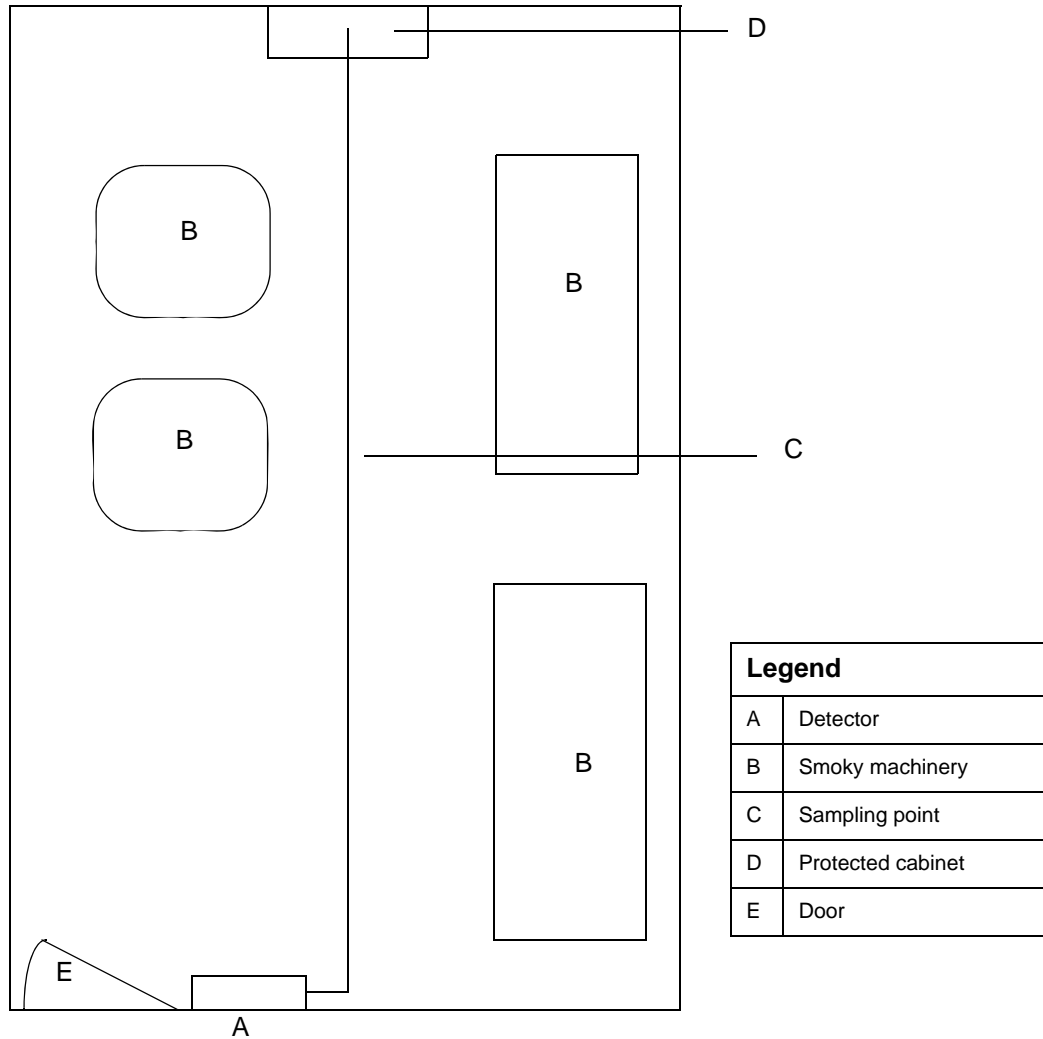 D
B
B
B
C
B
E
A
Legend
A Detector
B Smoky machinery
C Sampling point
D Protected cabinet
E Door